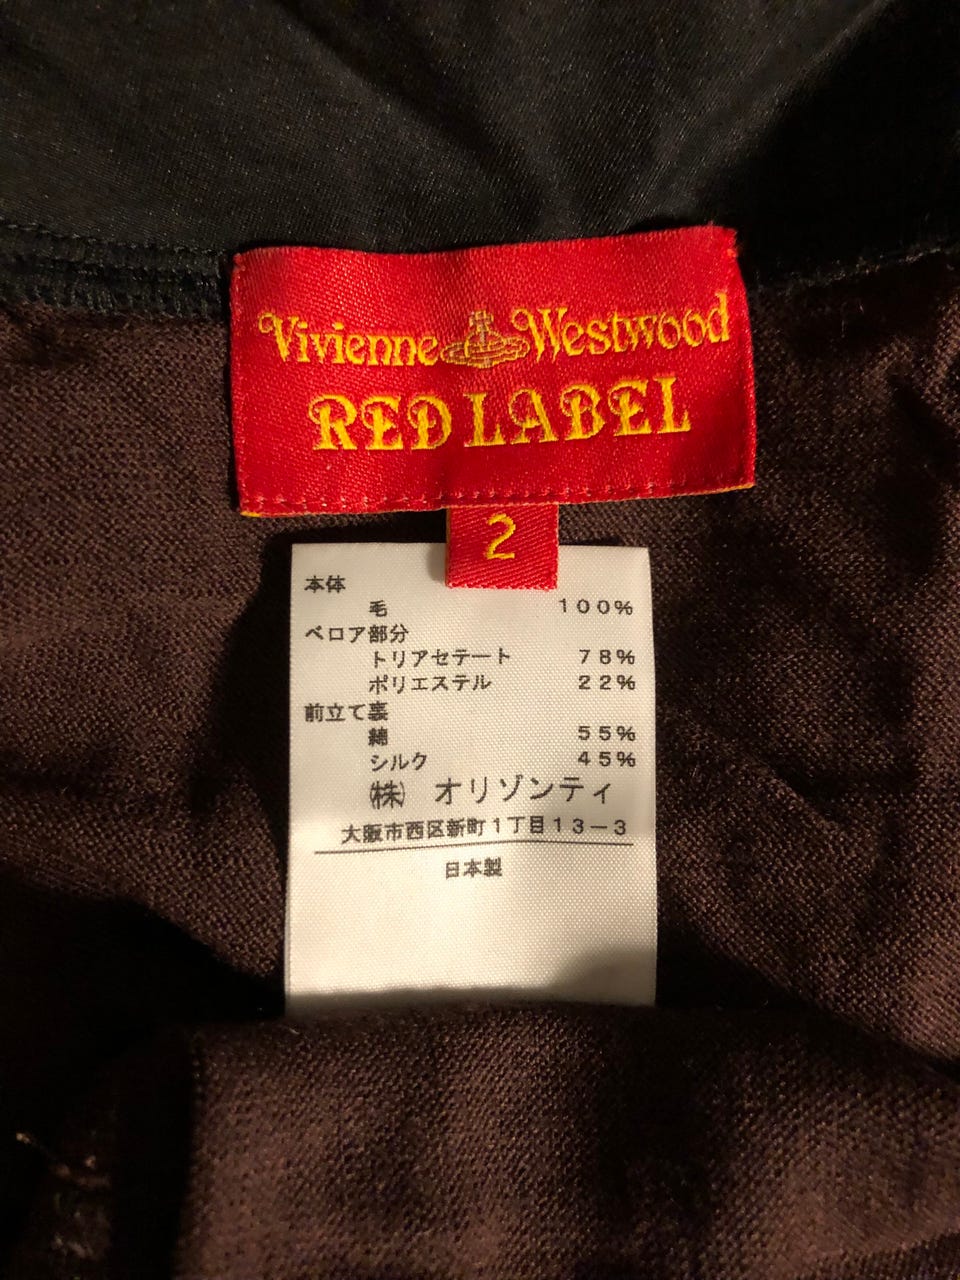 Vivienne Westwood
RED LABEL
2
本体
毛 100%
ベロア部分
トリアセテート 78%
ポリエステル 22%
前立て裏
綿 55%
シルク 45%
㈱ オリゾンティ
大阪市西区新町1丁目13-3
日本製